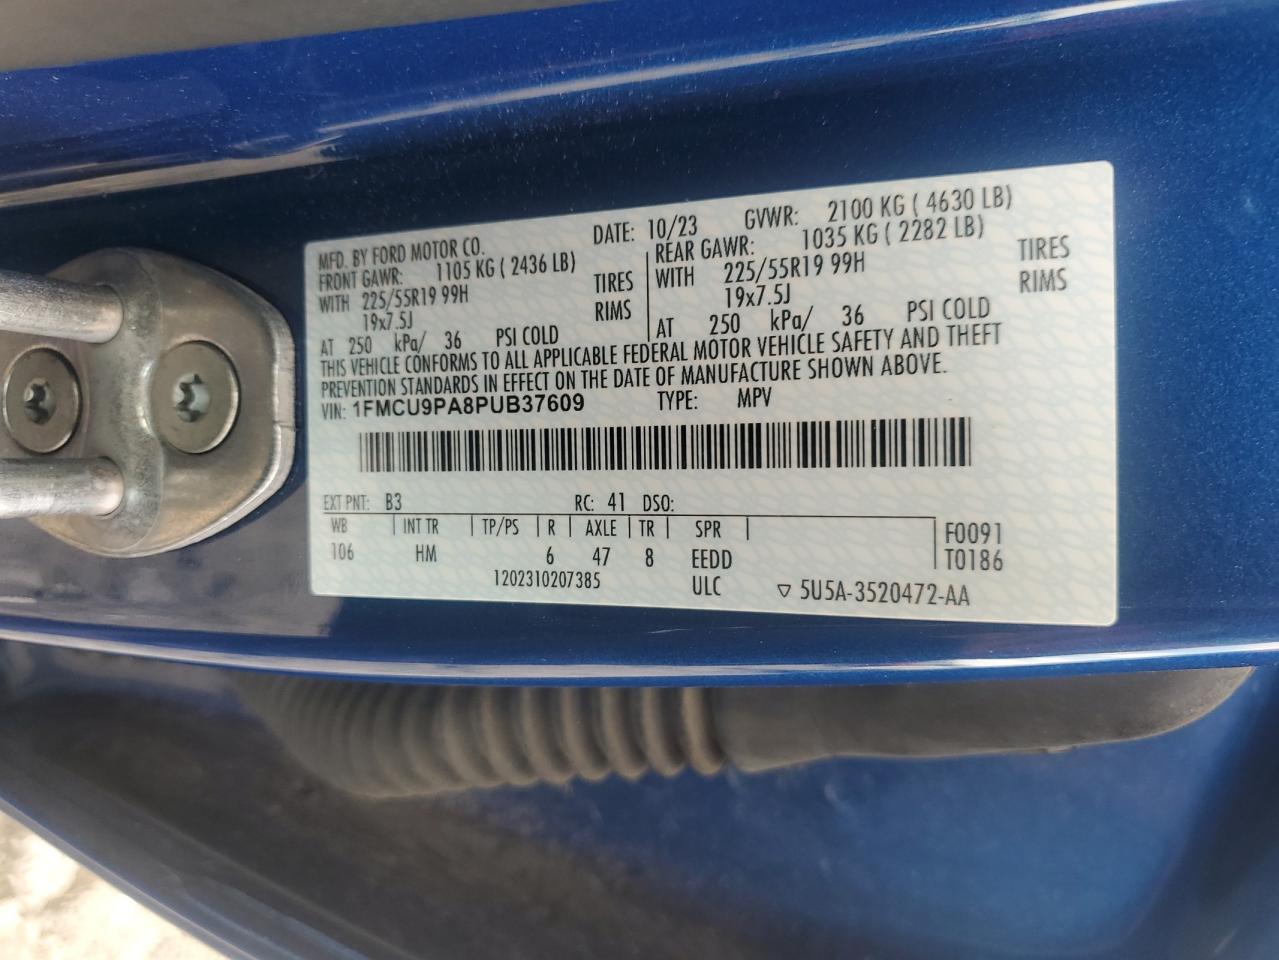 MFD. BY FORD MOTOR CO. DATE: 10/23 GVWR: 2100 KG ( 4630 LB)
FRONT GAWR: 1105 KG ( 2436 LB) REAR GAWR: 1035 KG ( 2282 LB)
WITH 225/55R19 99H TIRES WITH 225/55R19 99H TIRES
19x7.5J RIMS 19x7.5J RIMS
AT 250 kPa/ 36 PSI COLD AT 250 kPa/ 36 PSI COLD
THIS VEHICLE CONFORMS TO ALL APPLICABLE FEDERAL MOTOR VEHICLE SAFETY AND THEFT
PREVENTION STANDARDS IN EFFECT ON THE DATE OF MANUFACTURE SHOWN ABOVE.
VIN: 1FMCU9PA8PUB37609 TYPE: MPV
EXT PNT: B3 RC: 41 DSO:
WB INT TR TP/PS R AXLE TR SPR F0091
106 HM 6 47 8 EEDD T0186
1202310207385 ULC ▽ 5U5A-3520472-AA